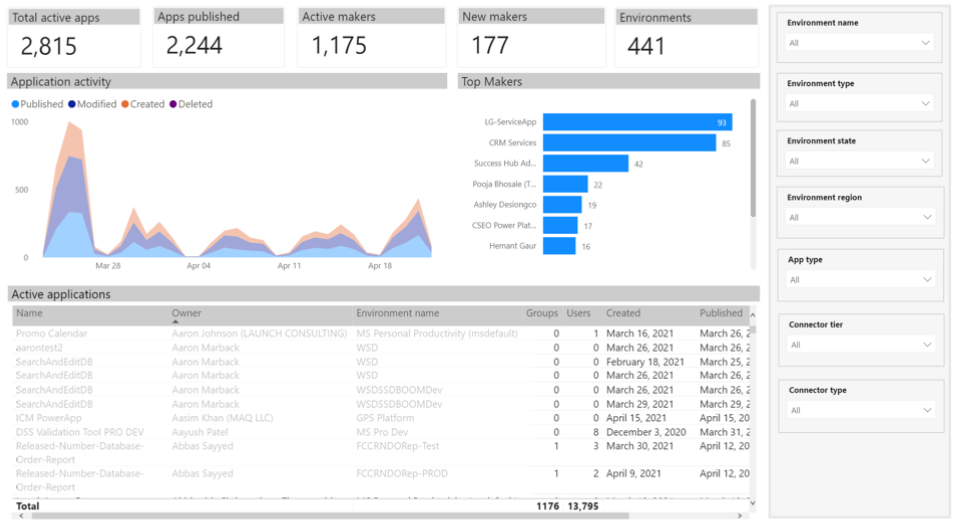 Total active apps
2,815
Apps published
2,244
Active makers
1,175
New makers
177
Environments
441
Application activity
Published Modified Created Deleted
1000
500
0
Mar 28 Apr 04 Apr 11 Apr 18
Top Makers
LG-ServiceApp 93
CRM Services 85
Success Hub Ad... 42
Pooja Bhosale (T... 22
Ashley Desiongco 19
CSEO Power Plat... 17
Hemant Gaur 16
Active applications
Name Owner Environment name Groups Users Created Published
Promo Calendar Aaron Johnson (LAUNCH CONSULTING) MS Personal Productivity (msdefault) 0 1 March 16, 2021 March 26, 2
aarontest2 Aaron Marback WSD 0 0 March 26, 2021 March 26, 2
SearchAndEditDB Aaron Marback WSD 0 0 February 18, 2021 March 25, 2
SearchAndEditDB Aaron Marback WSD 0 0 March 26, 2021 March 26, 2
SearchAndEditDB Aaron Marback WSDSSDBOOMDev 0 0 March 26, 2021 March 26, 2
SearchAndEditDB Aaron Marback WSDSSDBOOMDev 0 0 March 29, 2021 March 29, 2
ICM PowerApp Aasim Khan (MAQ LLC) GPS Platform 0 0 April 15, 2021 April 15, 20
DSS Validation Tool PRO DEV Aayush Patel MS Pro Dev 0 8 December 3, 2020 March 31, 2
Released-Number-Database- Abbas Sayyed FCCRNDORep-Test 1 3 March 30, 2021 April 12, 20
Order-Report
Released-Number-Database- Abbas Sayyed FCCRNDORep-PROD 1 2 April 9, 2021 April 12, 20
Order-Report
Total 1176 13,795
Environment name
All
Environment type
All
Environment state
All
Environment region
All
App type
All
Connector tier
All
Connector type
All